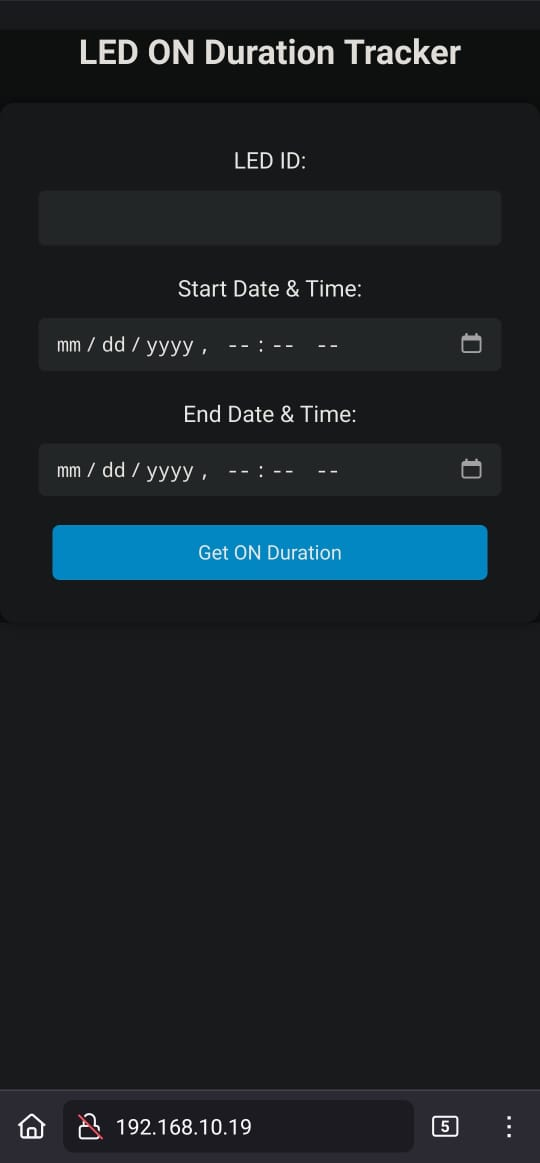 LED ON Duration Tracker
LED ID:
Start Date & Time:
mm / dd / yyyy ,  -- : --  --
End Date & Time:
mm / dd / yyyy ,  -- : --  --
Get ON Duration
192.168.10.19 5